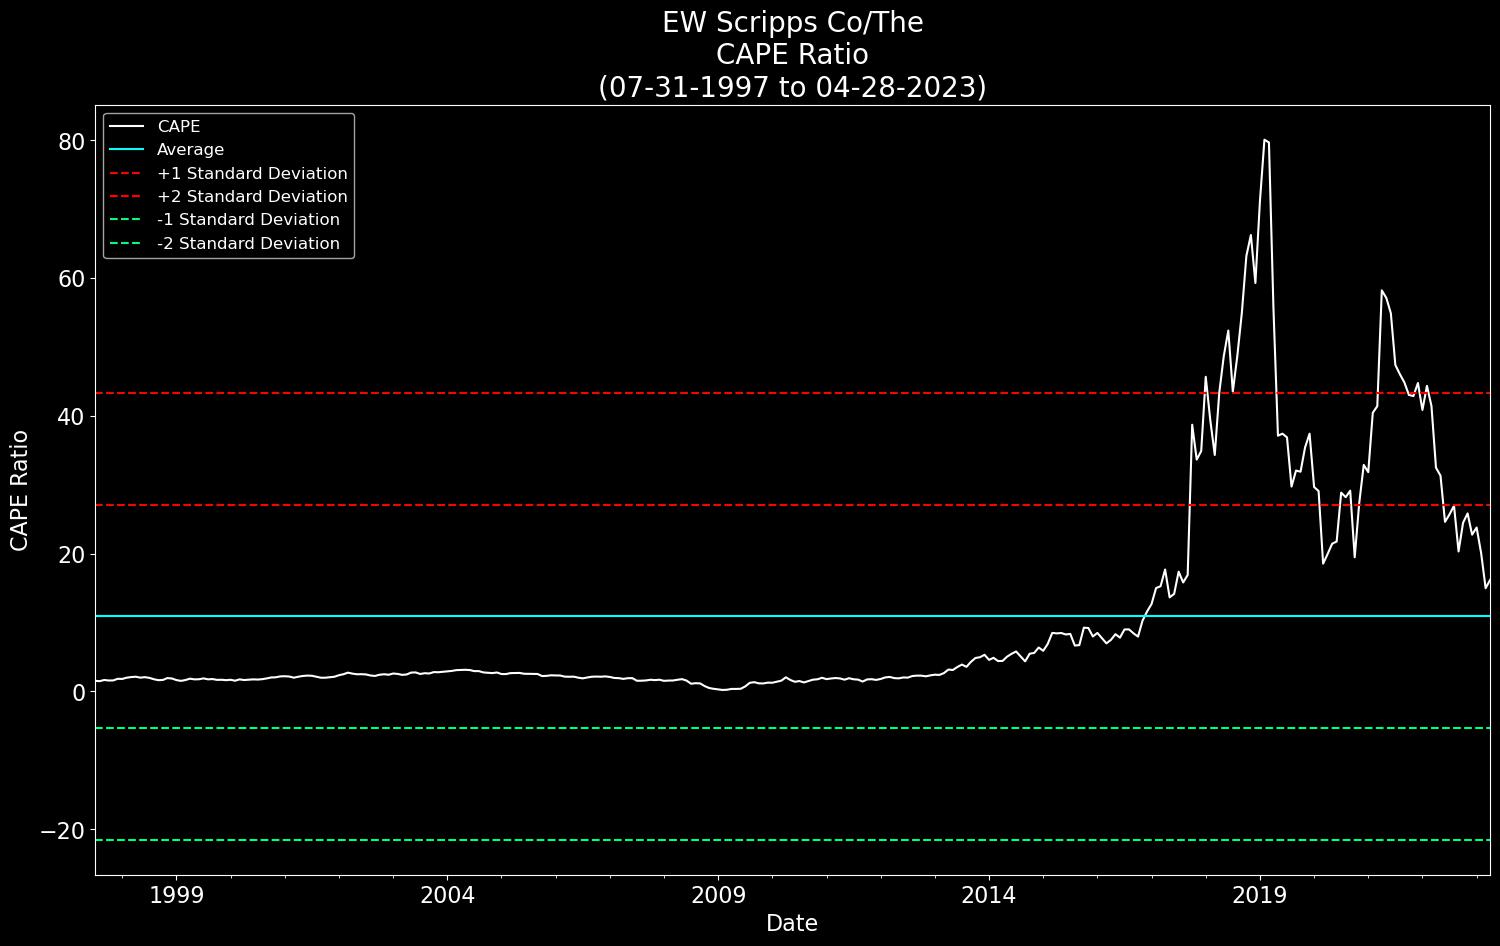 EW Scripps Co/The
CAPE Ratio
(07-31-1997 to 04-28-2023)
CAPE
Average
+1 Standard Deviation
+2 Standard Deviation
-1 Standard Deviation
-2 Standard Deviation
80
60
40
20
0
−20
CAPE Ratio
1999 2004 2009 2014 2019
Date